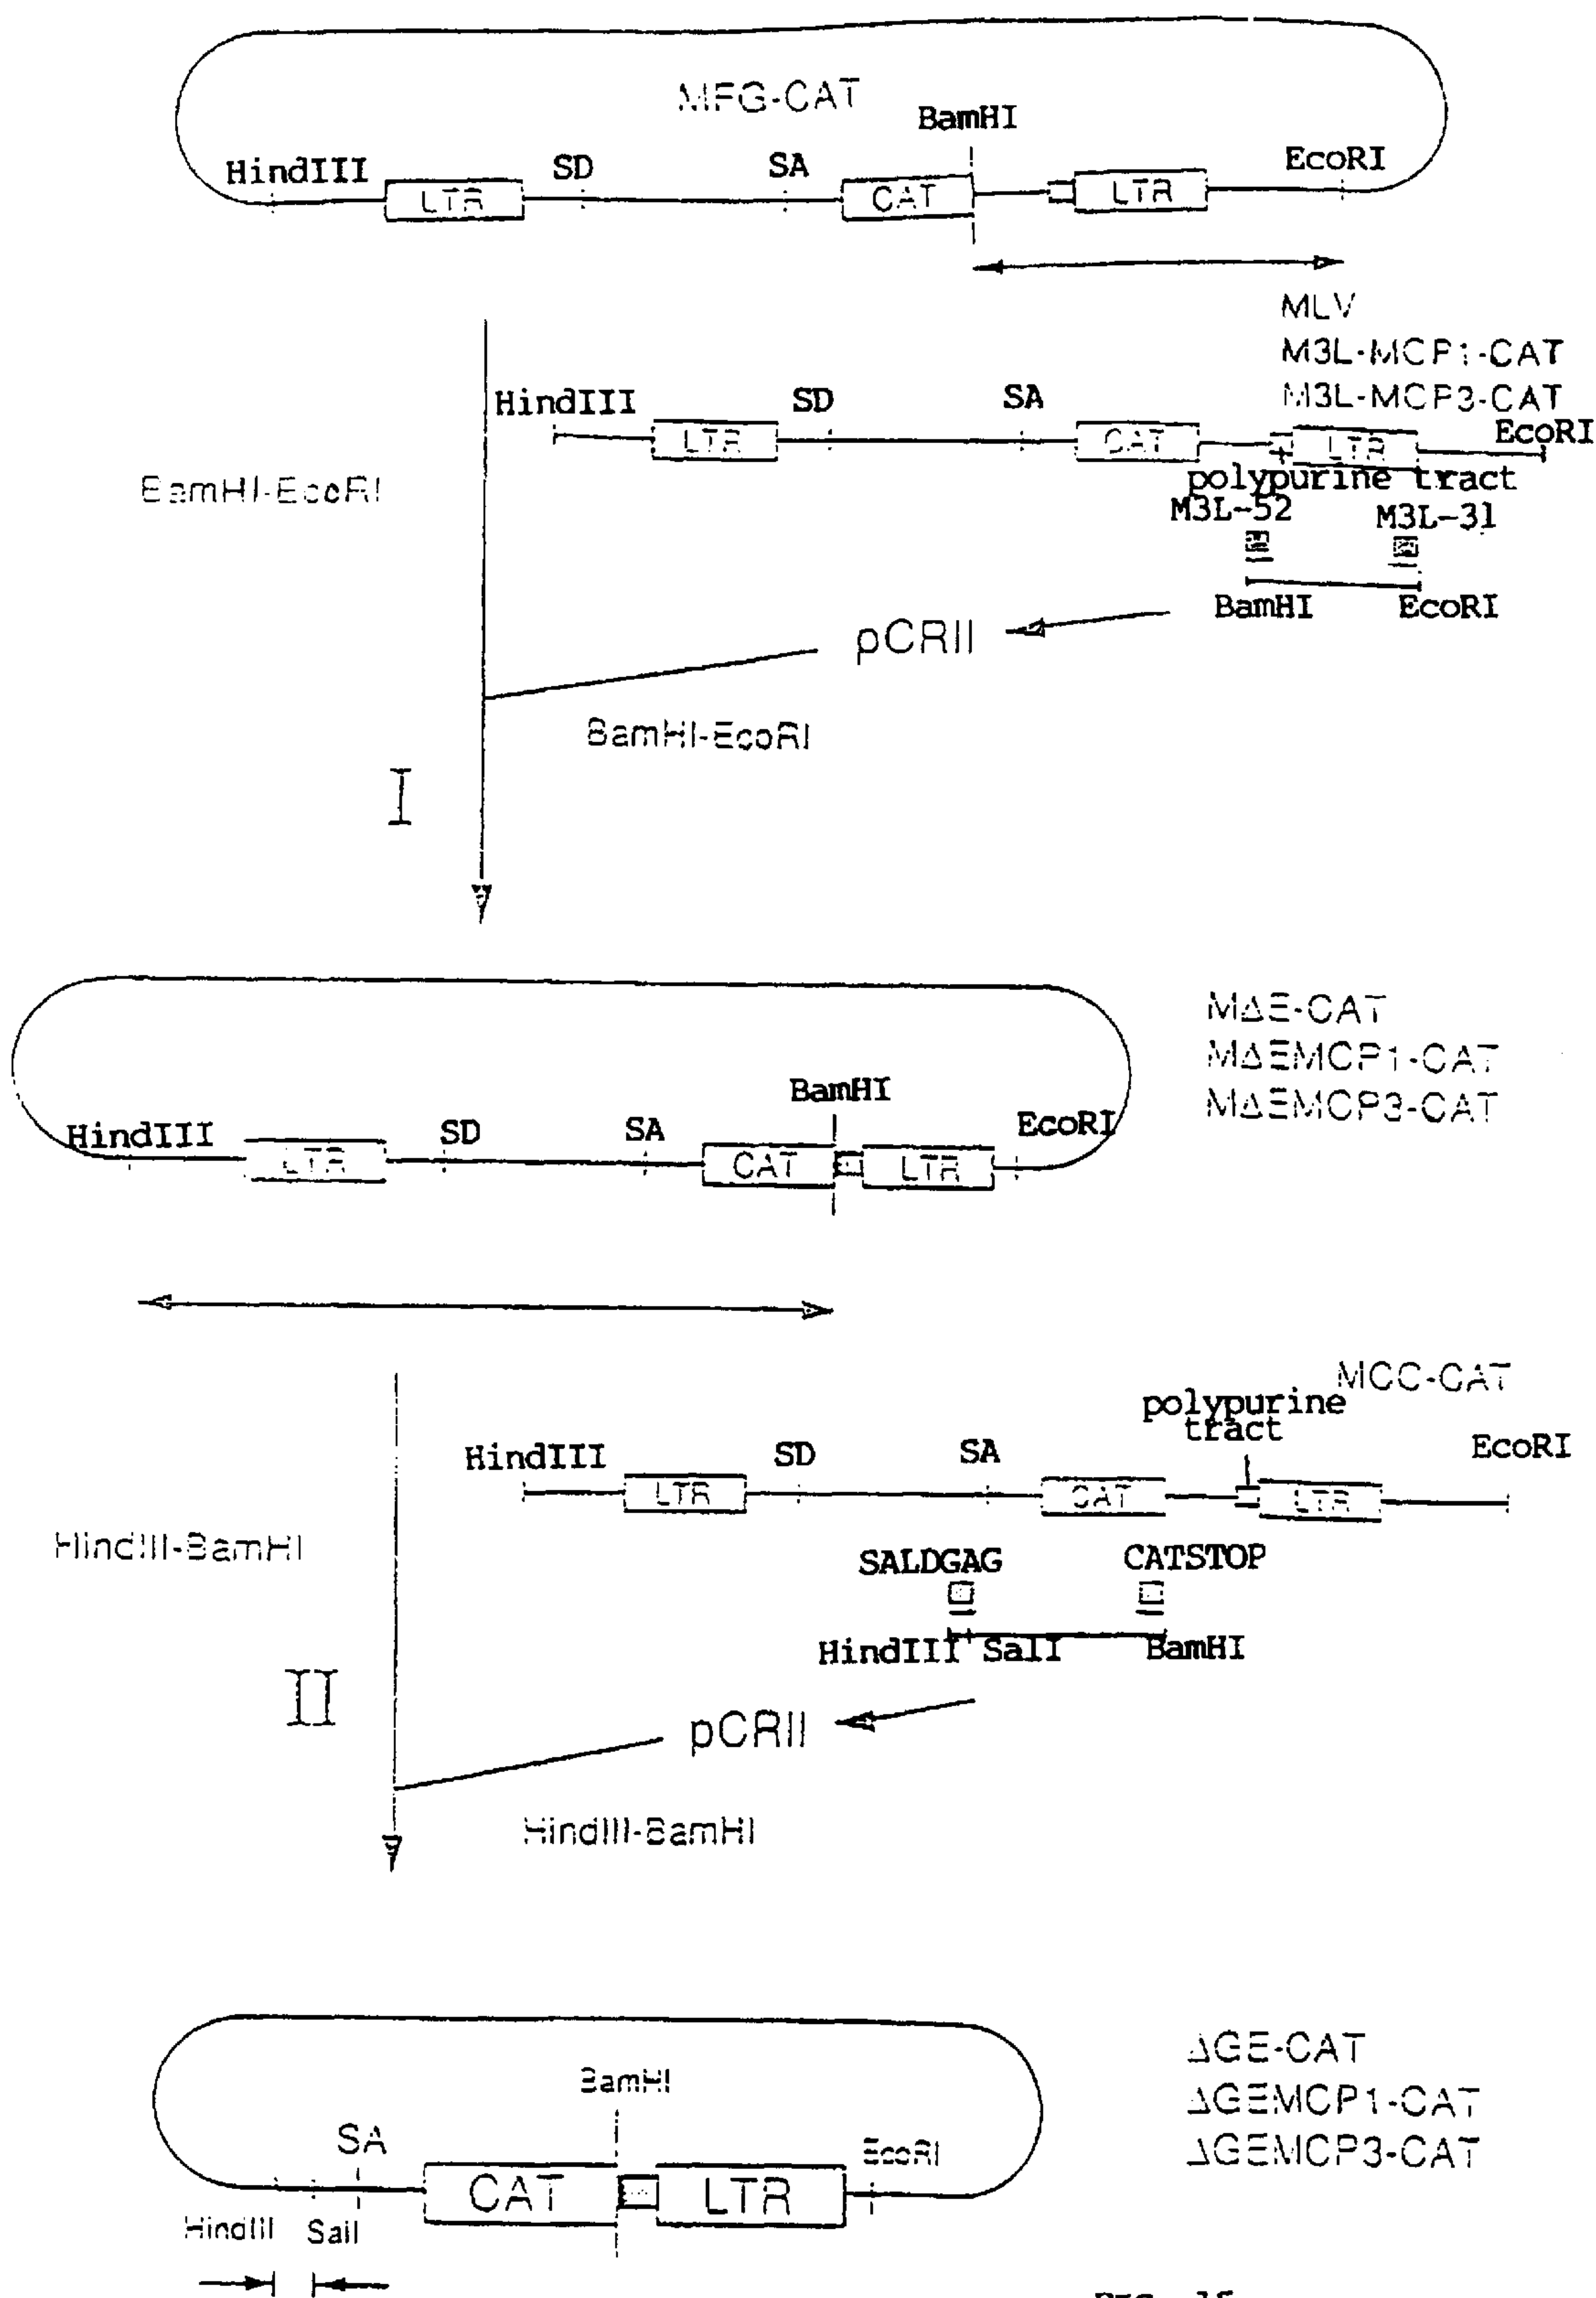 MFG-CAT
BamHI
HindIII
SD
SA
EcoRI
LTR
CAT
LTR
MLV
M3L-MCP1-CAT
M3L-MCP3-CAT
HindIII
SD
SA
EcoRI
LTR
CAT
LTR
polypurine tract
M3L-52
M3L-31
BamHI-EcoRI
BamHI
EcoRI
pCRII
BamHI-EcoRI
I
MΔE-CAT
MΔEMCP1-CAT
MΔEMCP3-CAT
BamHI
HindIII
SD
SA
EcoRI
LTR
CAT
LTR
MCC-CAT
polypurine
tract
HindIII
SD
SA
EcoRI
LTR
CAT
LTR
HindIII-BamHI
SALDGAG
CATSTOP
HindIII
SalI
BamHI
II
pCRII
HindIII-BamHI
ΔGE-CAT
ΔGEMCP1-CAT
ΔGEMCP3-CAT
BamHI
SA
EcoRI
CAT
LTR
HindIII
SalI